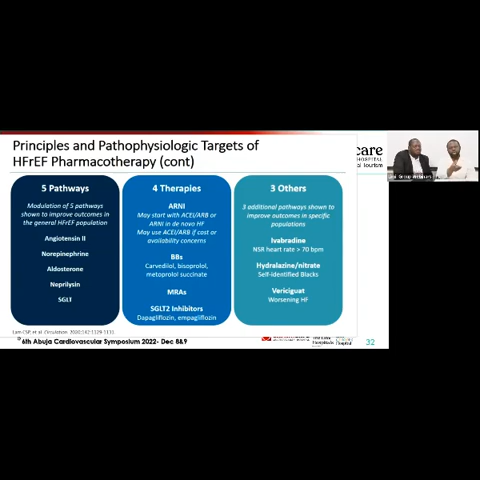 Principles and Pathophysiologic Targets of
HFrEF Pharmacotherapy (cont)
care
HOSPITAL
al Tourism
5 Pathways
Modulation of 5 pathways
shown to improve outcomes in
the general HFrEF population
Angiotensin II
Norepinephrine
Aldosterone
Neprilysin
SGLT
4 Therapies
ARNI
May start with ACEI/ARB or
ARNI in de novo HF
May use ACEI/ARB if cost or
availability concerns
BBs
Carvedilol, bisoprolol,
metoprolol succinate
MRAs
SGLT2 Inhibitors
Dapagliflozin, empagliflozin
3 Others
3 additional pathways shown to
improve outcomes in specific
populations
Ivabradine
NSR heart rate > 70 bpm
Hydralazine/nitrate
Self-identified Blacks
Vericiguat
Worsening HF
6th Abuja Cardiovascular Symposium 2022- Dec 8&9
32